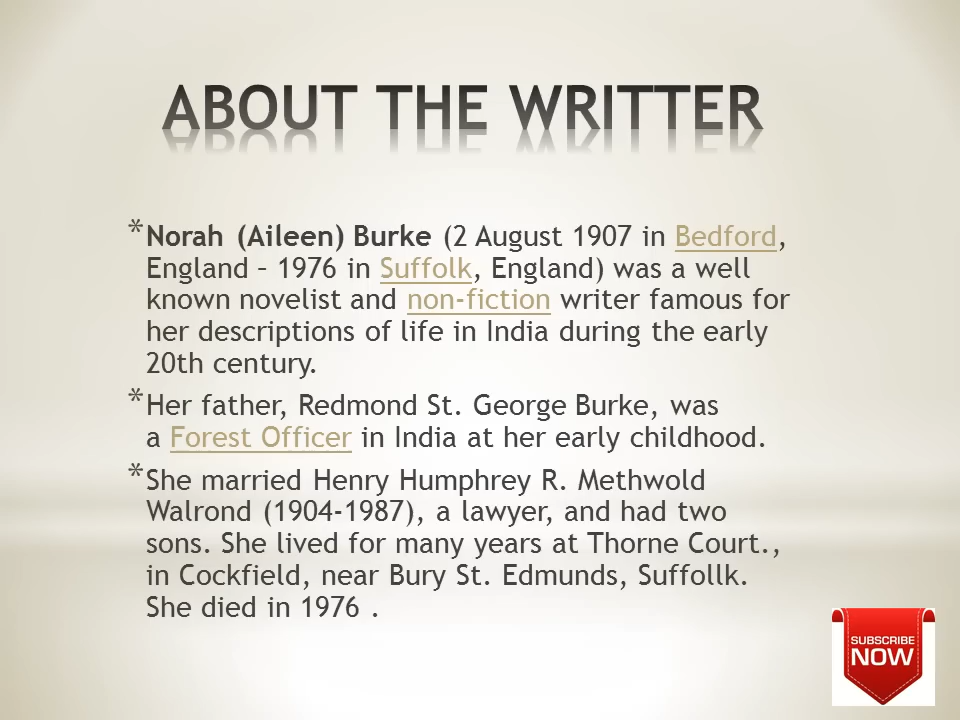 ABOUT THE WRITTER
* Norah (Aileen) Burke (2 August 1907 in Bedford,
England – 1976 in Suffolk, England) was a well
known novelist and non-fiction writer famous for
her descriptions of life in India during the early
20th century.
* Her father, Redmond St. George Burke, was
a Forest Officer in India at her early childhood.
* She married Henry Humphrey R. Methwold
Walrond (1904-1987), a lawyer, and had two
sons. She lived for many years at Thorne Court.,
in Cockfield, near Bury St. Edmunds, Suffollk.
She died in 1976 .
SUBSCRIBE
NOW